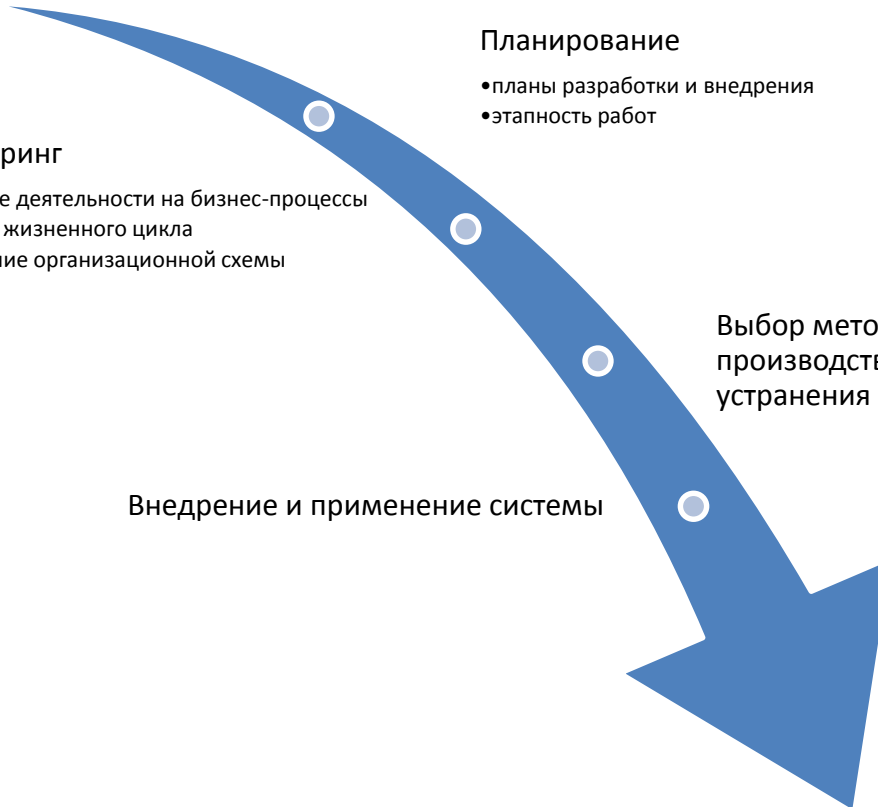 Планирование
•планы разработки и внедрения
•этапность работ
ринг
е деятельности на бизнес-процессы
жизненного цикла
ние организационной схемы
Выбор мето
производств
устранения
Внедрение и применение системы